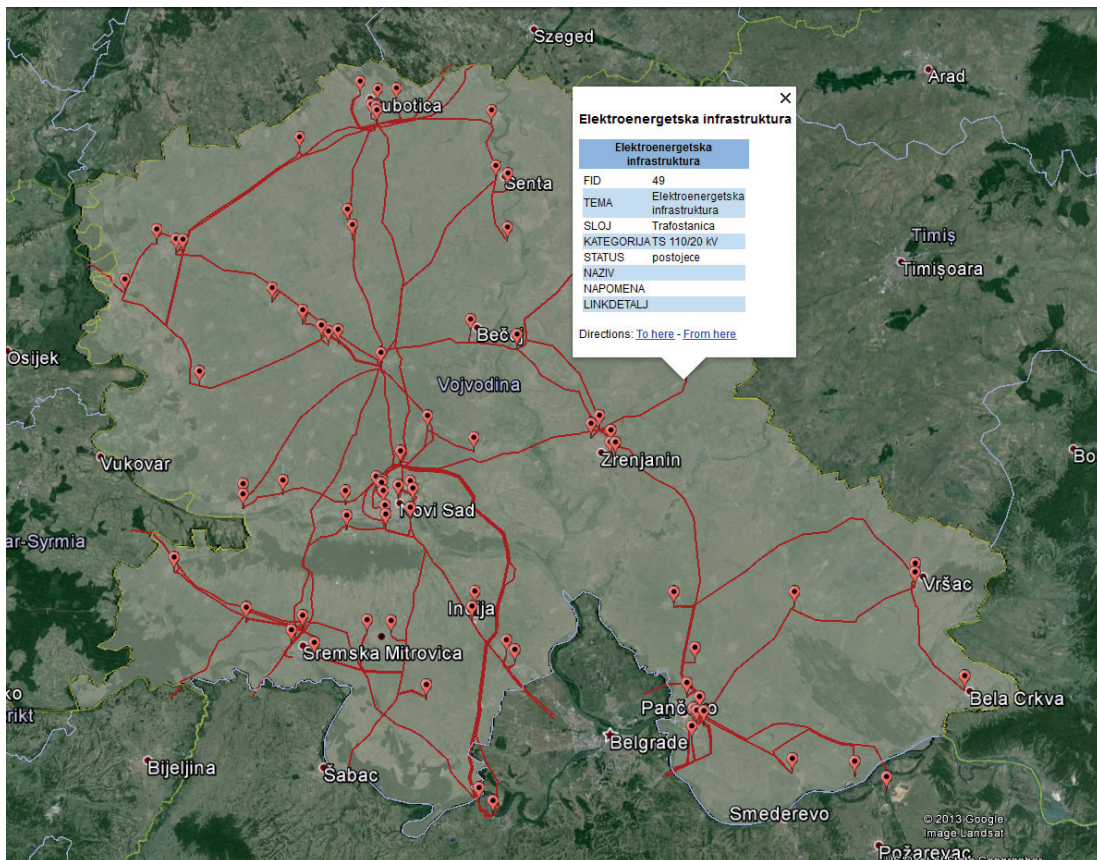 Szeged
Arad
Subotica
Elektroenergetska infrastruktura
Elektroenergetska
infrastruktura
FID 49
TEMA Elektroenergetska
infrastruktura
SLOJ Trafostanica
KATEGORIJA TS 110/20 kV
STATUS postojece
NAZIV
NAPOMENA
LINKDETALJ
Directions: To here - From here
Senta
Timiş
Timişoara
Osijek
Bečej
Vojvodina
Vukovar
Zrenjanin
Bo
Novi Sad
ar-Syrmia
Vršac
Inđija
Sremska Mitrovica
ko
rikt
Bela Crkva
Pančevo
Belgrade
Bijeljina
Šabac
Smederevo
© 2013 Google
Image Landsat
Požarevac